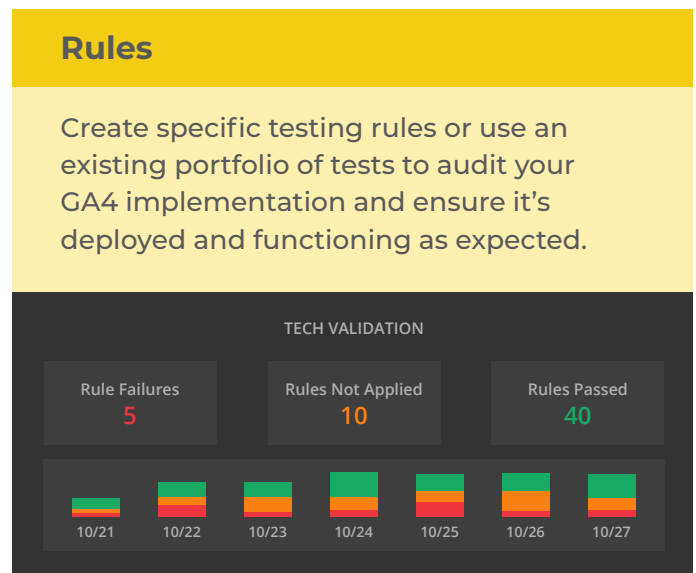 Rules
Create specific testing rules or use an
existing portfolio of tests to audit your
GA4 implementation and ensure it’s
deployed and functioning as expected.
TECH VALIDATION
Rule Failures
5
Rules Not Applied
10
Rules Passed
40
10/21 10/22 10/23 10/24 10/25 10/26 10/27